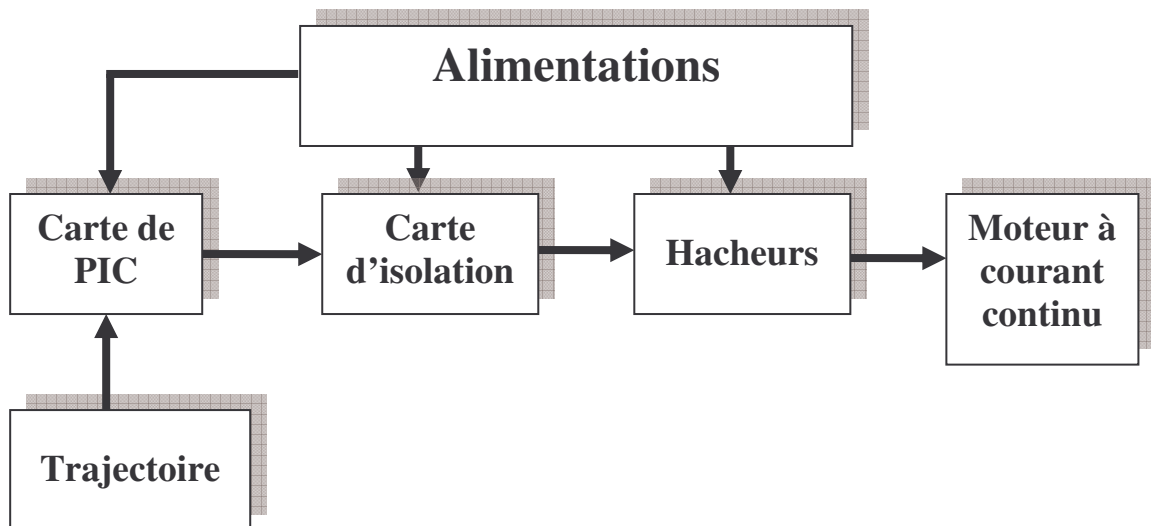 Alimentations
Carte de
PIC
Carte
d’isolation
Hacheurs
Moteur à
courant
continu
Trajectoire